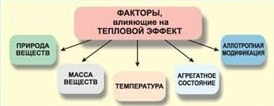 ФАКТОРЫ,
влияющие на
ТЕПЛОВОЙ ЭФФЕКТ
ПРИРОДА
ВЕЩЕСТВ
МАССА
ВЕЩЕСТВ
ТЕМПЕРАТУРА
АГРЕГАТНОЕ
СОСТОЯНИЕ
АЛЛОТРОПНАЯ
МОДИФИКАЦИЯ